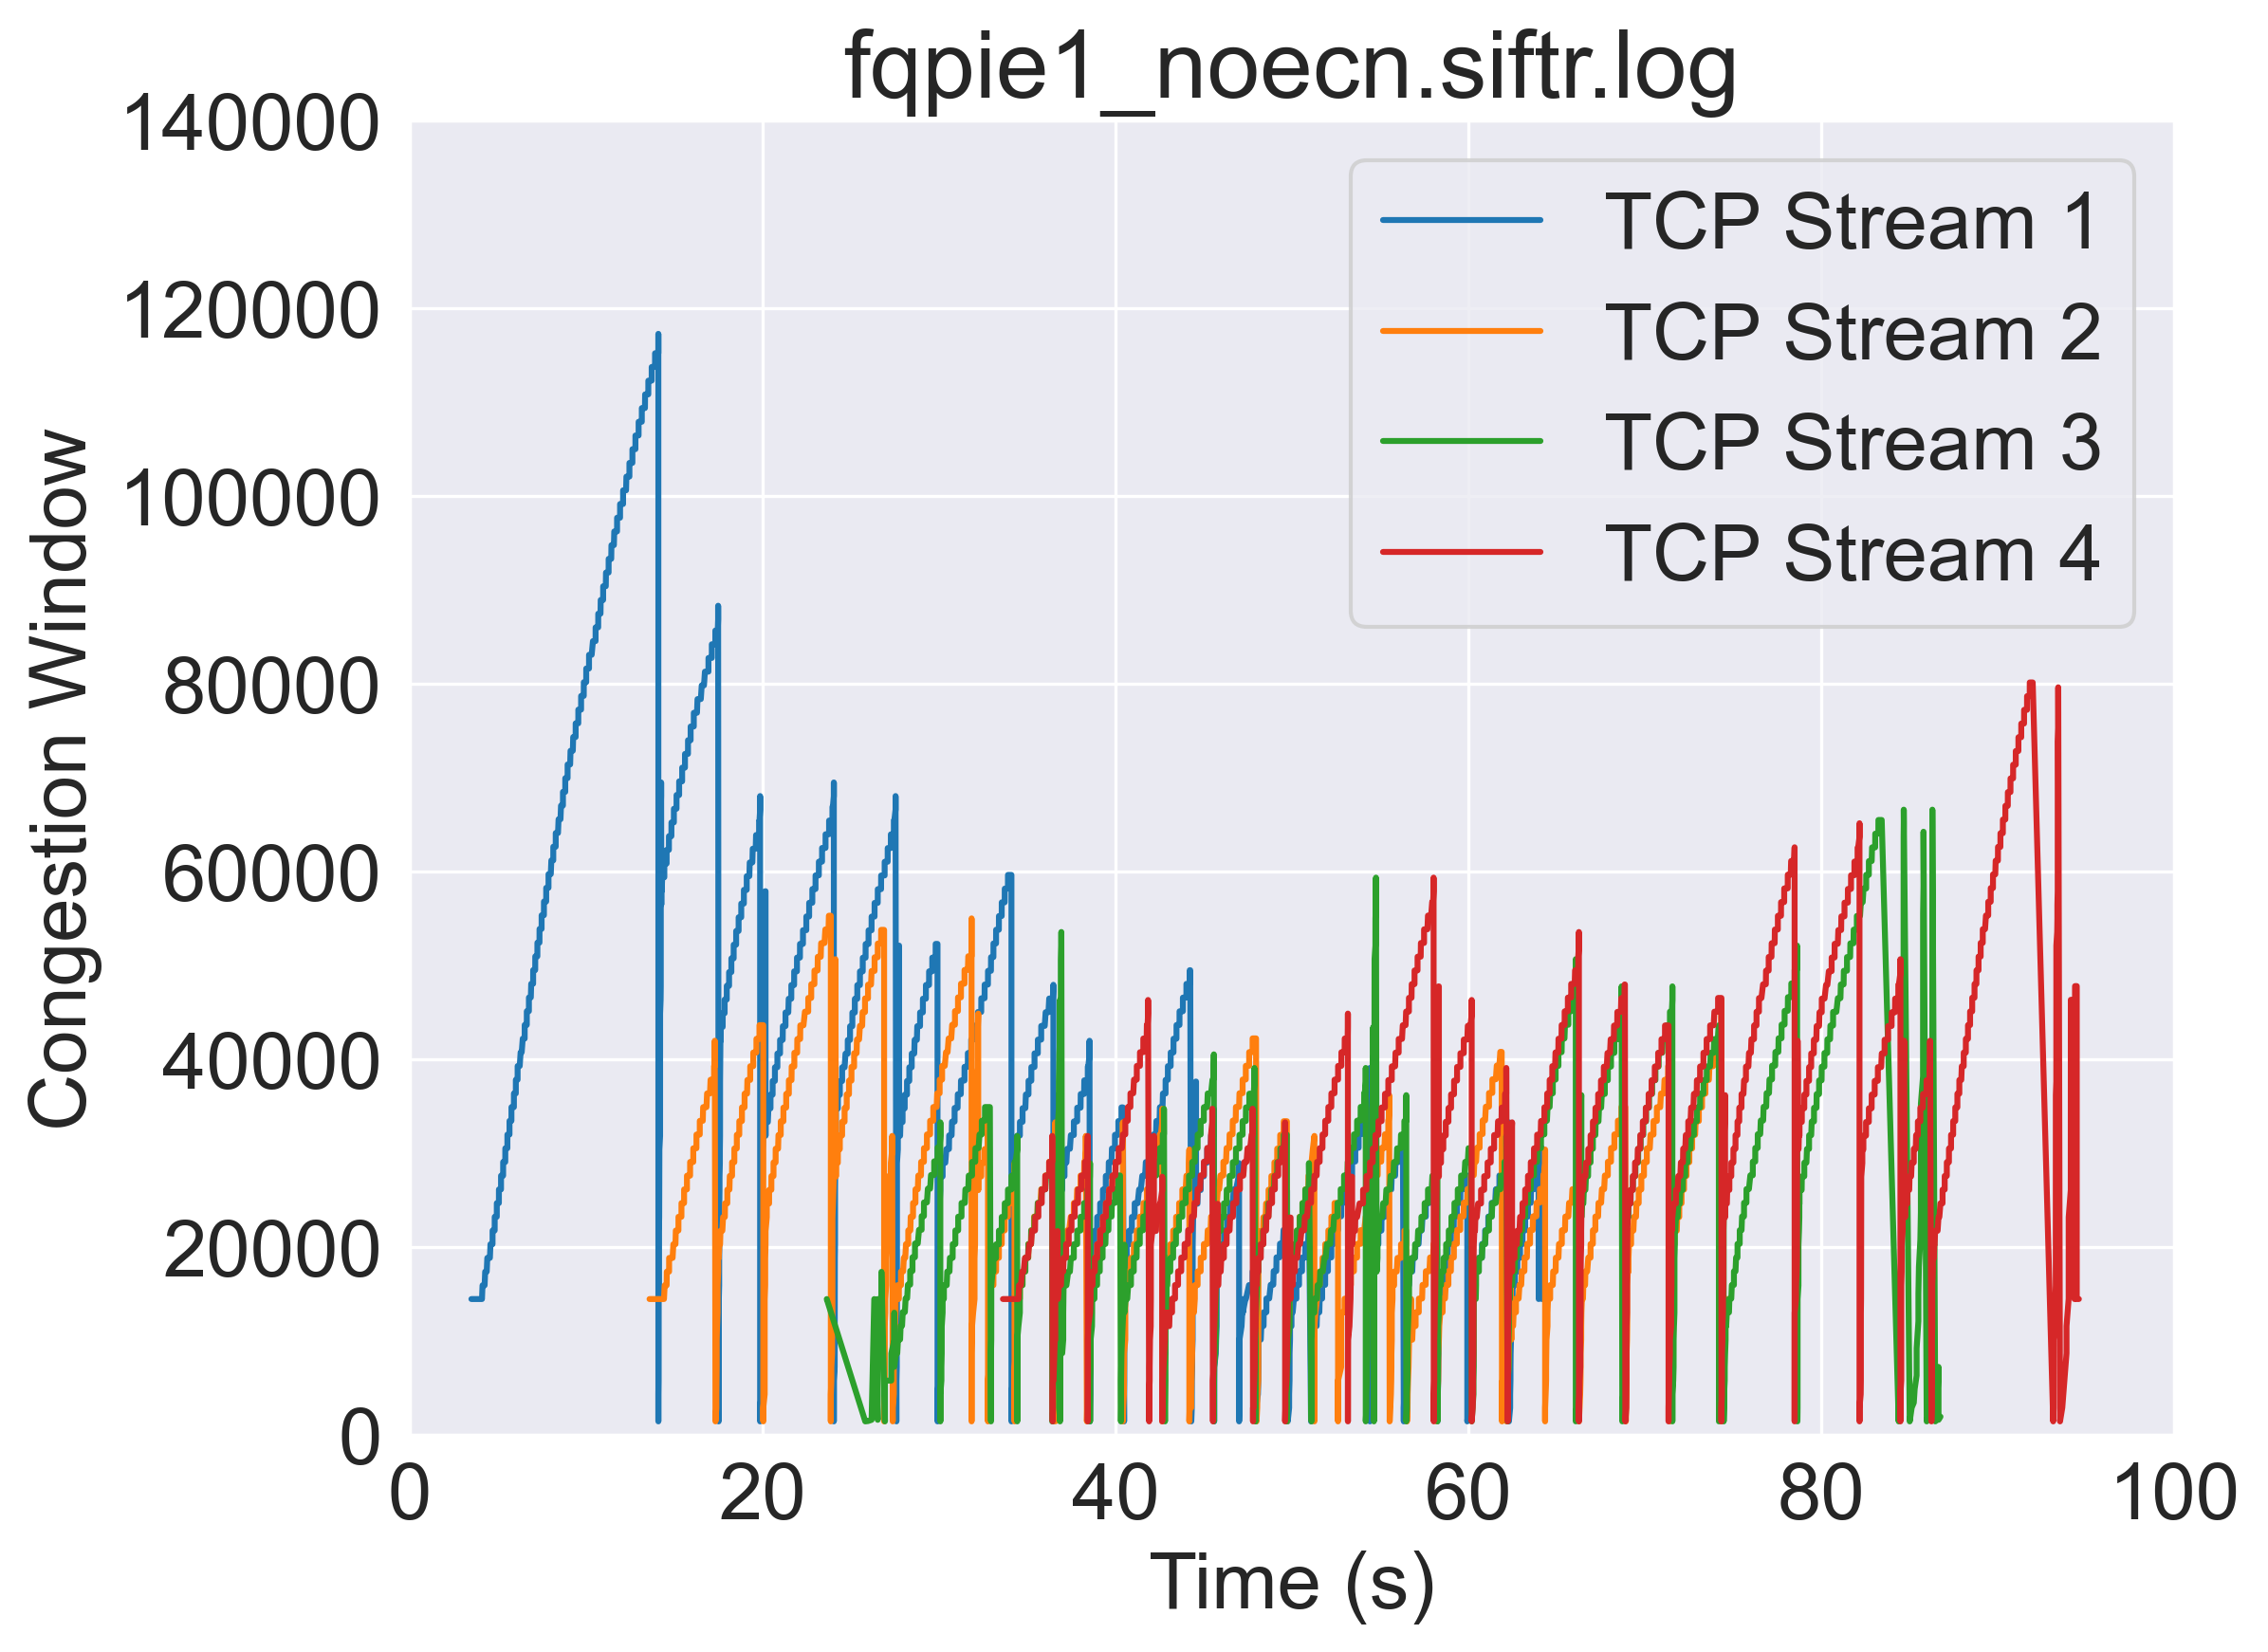 fqpie1_noecn.siftr.log
140000
120000
100000
80000
60000
40000
20000
0
Congestion Window
TCP Stream 1
TCP Stream 2
TCP Stream 3
TCP Stream 4
0 20 40 60 80 100
Time (s)